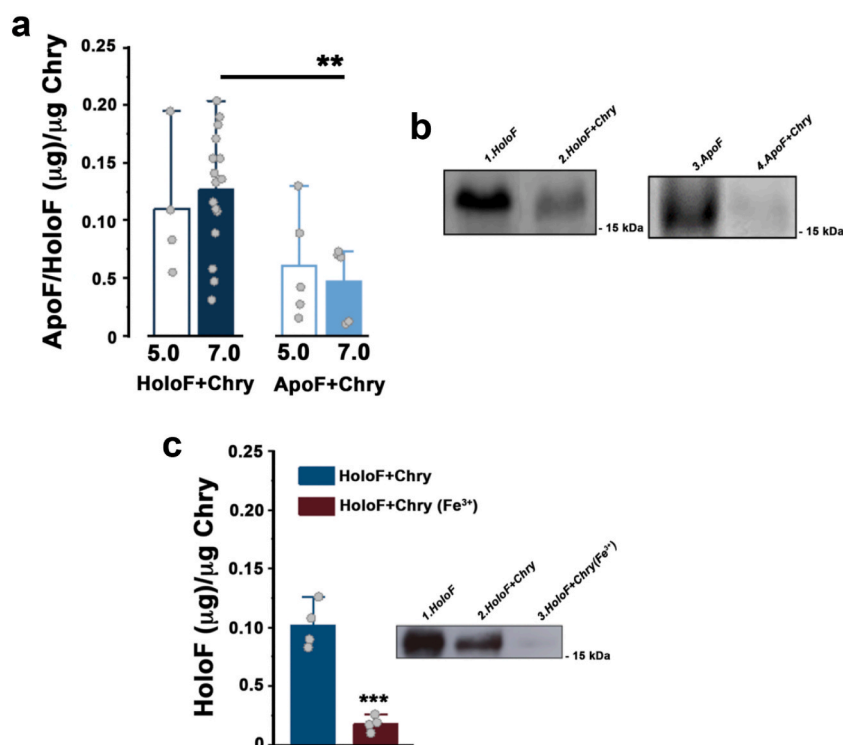 a
ApoF/HoloF (µg)/µg Chry
0.25
0.20
0.15
0.10
0.5
0
**
5.0 7.0 5.0 7.0
HoloF+Chry ApoF+Chry
b
1.HoloF 2.HoloF+Chry 3.ApoF 4.ApoF+Chry
- 15 kDa - 15 kDa
c
HoloF (µg)/µg Chry
0.25
0.20
0.15
0.10
0.5
0
HoloF+Chry
HoloF+Chry (Fe³⁺)
***
1.HoloF 2.HoloF+Chry 3.HoloF+Chry(Fe³⁺)
- 15 kDa